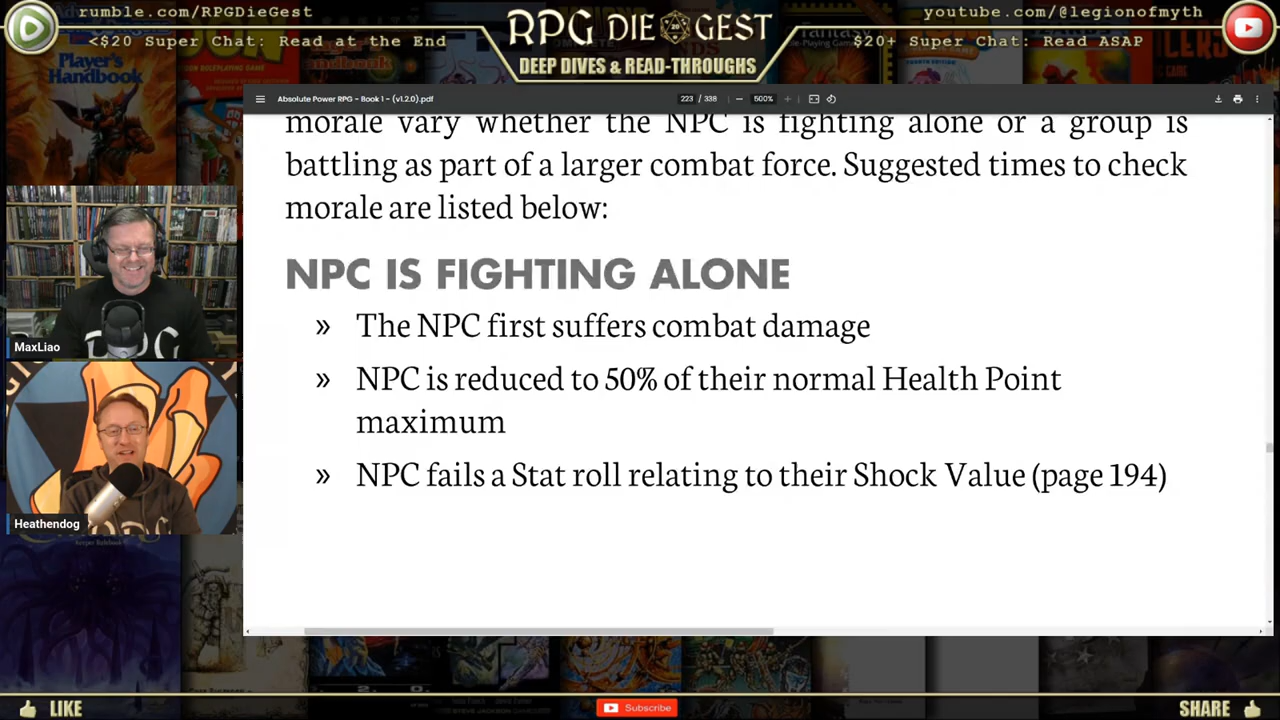 rumble.com/RPGDieGest
<$20 Super Chat: Read at the End
RPG DIE GEST
DEEP DIVES & READ-THROUGHS
youtube.com/@legionofmyth
$20+ Super Chat: Read ASAP
Player's
Handbook
Absolute Power RPG - Book 1 - (v1.2.0).pdf
223 / 338
500%
morale vary whether the NPC is fighting alone or a group is
battling as part of a larger combat force. Suggested times to check
morale are listed below:
NPC IS FIGHTING ALONE
» The NPC first suffers combat damage
» NPC is reduced to 50% of their normal Health Point
maximum
» NPC fails a Stat roll relating to their Shock Value (page 194)
MaxLiao
Heathendog
LIKE
Subscribe
SHARE